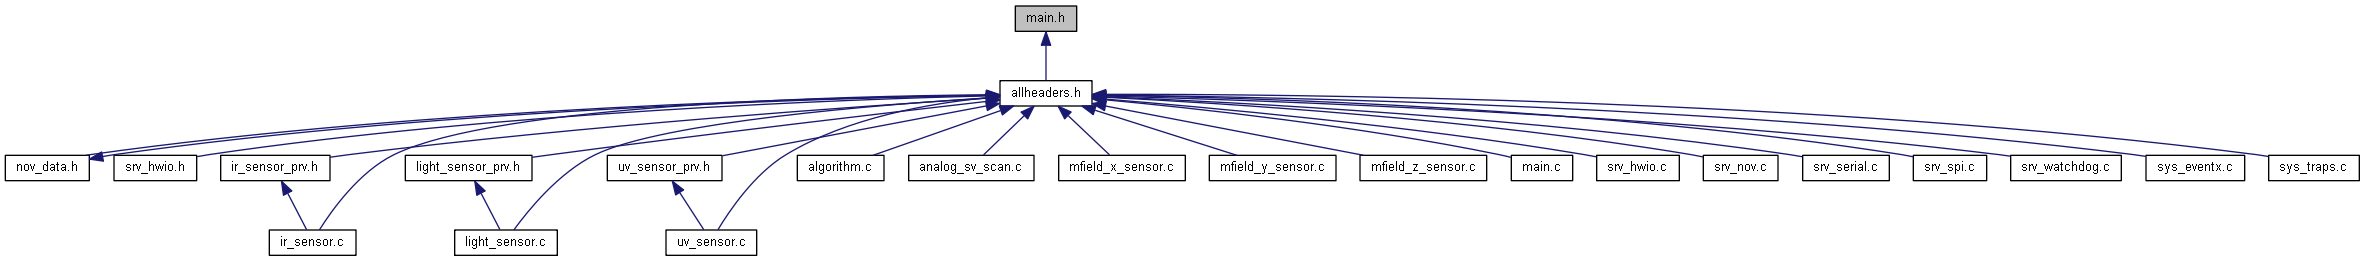 main.h
allheaders.h
nov_data.h
srv_hwio.h
ir_sensor_prv.h
light_sensor_prv.h
uv_sensor_prv.h
algorithm.c
analog_sv_scan.c
mfield_x_sensor.c
mfield_y_sensor.c
mfield_z_sensor.c
main.c
srv_hwio.c
srv_nov.c
srv_serial.c
srv_spi.c
srv_watchdog.c
sys_eventx.c
sys_traps.c
ir_sensor.c
light_sensor.c
uv_sensor.c